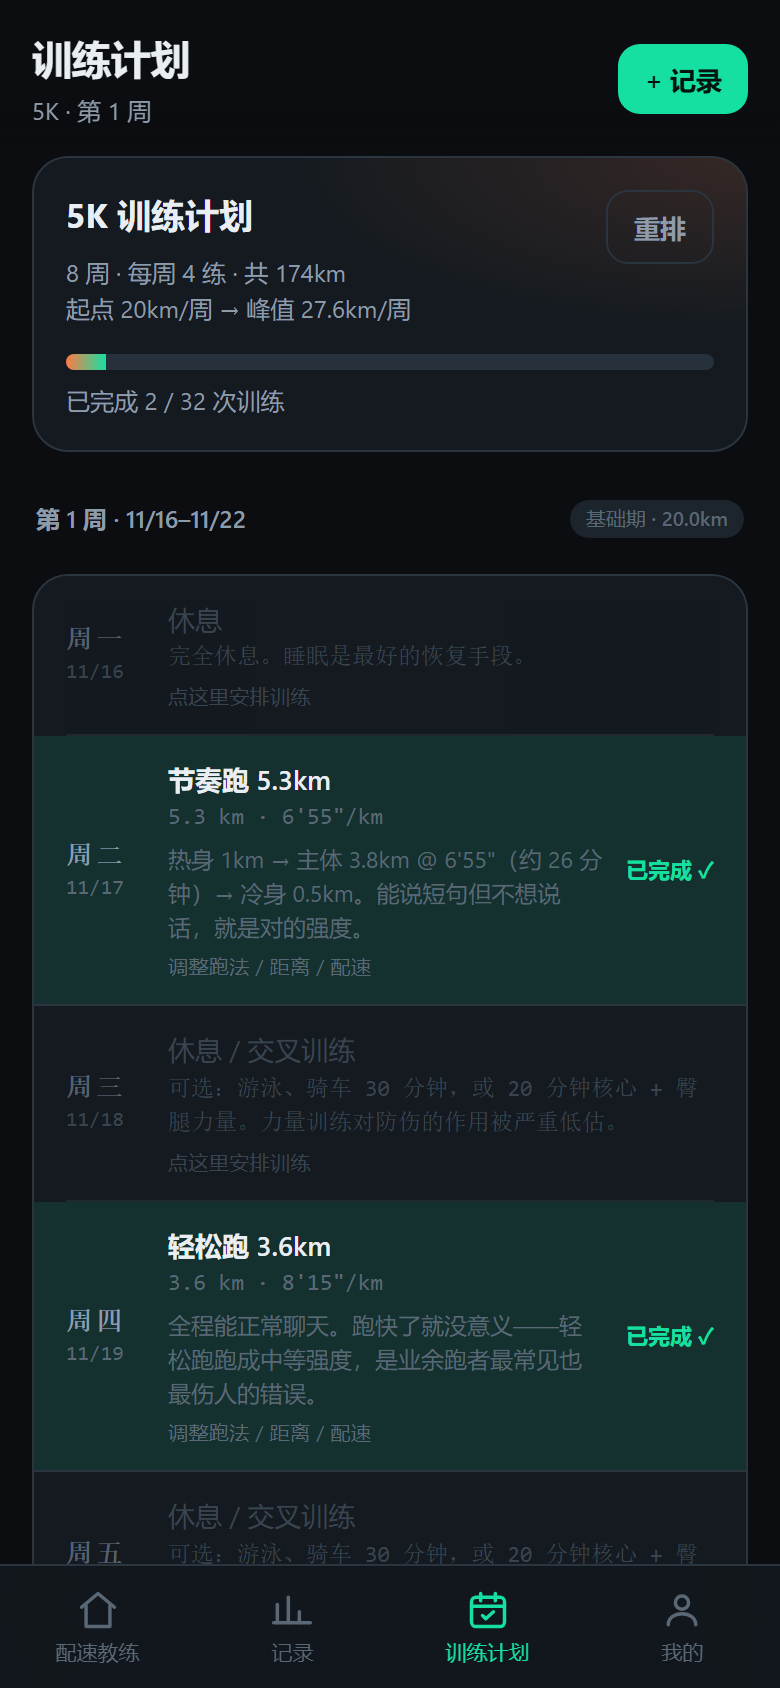 训练计划
5K · 第 1 周
+ 记录
5K 训练计划
重排
8 周 · 每周 4 练 · 共 174km
起点 20km/周 → 峰值 27.6km/周
已完成 2 / 32 次训练
第 1 周 · 11/16–11/22
基础期 · 20.0km
周一
11/16
休息
完全休息。睡眠是最好的恢复手段。
点这里安排训练
周二
11/17
节奏跑 5.3km
5.3 km · 6'55"/km
热身 1km → 主体 3.8km @ 6'55"（约 26 分
钟）→ 冷身 0.5km。能说短句但不想说
话，就是对的强度。
调整跑法 / 距离 / 配速
已完成 ✓
周三
11/18
休息 / 交叉训练
可选：游泳、骑车 30 分钟，或 20 分钟核心 + 臀
腿力量。力量训练对防伤的作用被严重低估。
点这里安排训练
周四
11/19
轻松跑 3.6km
3.6 km · 8'15"/km
全程能正常聊天。跑快了就没意义——轻
松跑跑成中等强度，是业余跑者最常见也
最伤人的错误。
调整跑法 / 距离 / 配速
已完成 ✓
周五
休息 / 交叉训练
可选：游泳、骑车 30 分钟，或 20 分钟核心 + 臀
配速教练
记录
训练计划
我的